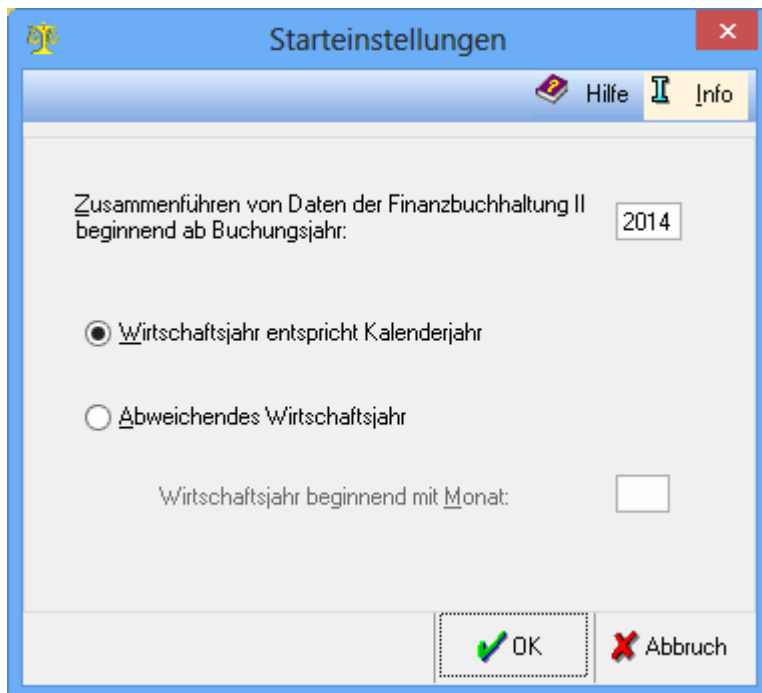 Starteinstellungen
Hilfe Info
Zusammenführen von Daten der Finanzbuchhaltung II
beginnend ab Buchungsjahr: 2014
Wirtschaftsjahr entspricht Kalenderjahr
Abweichendes Wirtschaftsjahr
Wirtschaftsjahr beginnend mit Monat:
OK Abbruch